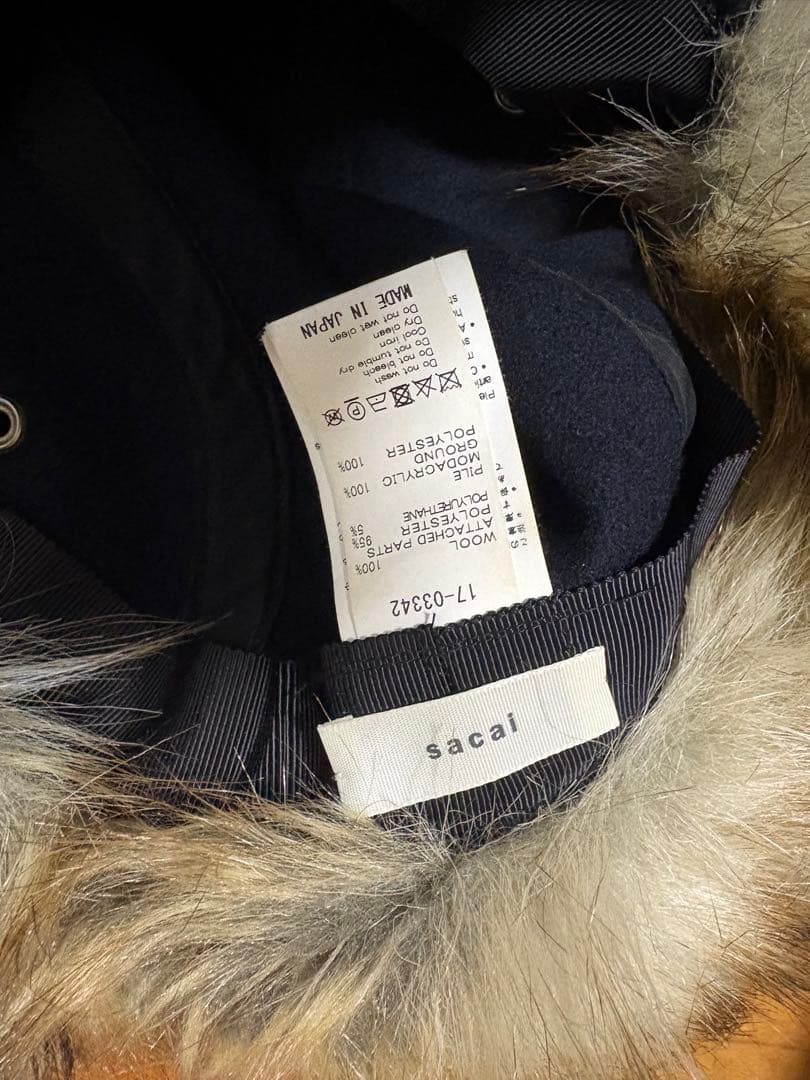 17-03342
WOOL 100%
ATTACHED PARTS
POLYESTER 95%
POLYURETHANE 5%
PILE
MODACRYLIC 100%
GROUND
POLYESTER 100%
Do not wash
Do not bleach
Do not tumble dry
Cool iron
Dry clean
Do not wet clean
MADE IN JAPAN
sacai